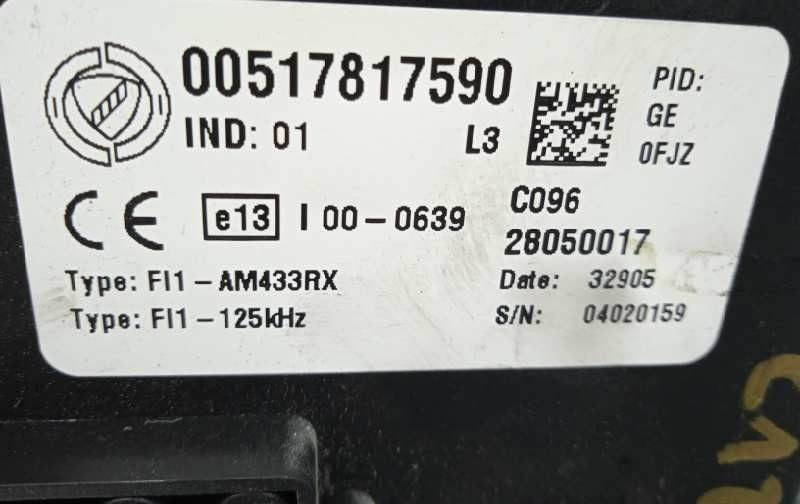 00517817590
IND: 01 L3
PID:
GE
0FJZ
CE e13 I 00-0639
C096
28050017
Type: FI1-AM433RX Date: 32905
Type: FI1-125kHz S/N: 04020159